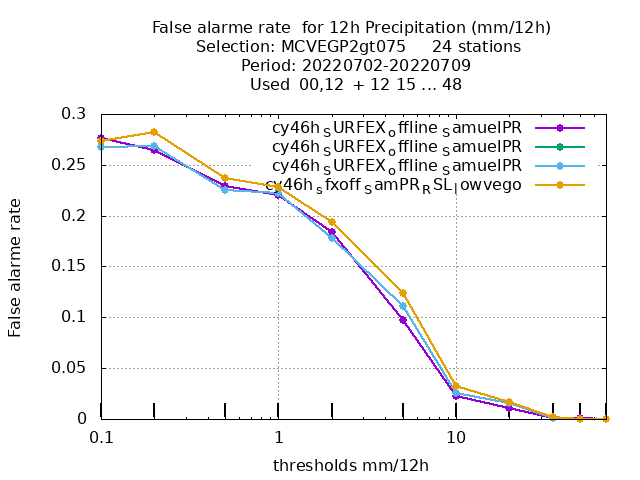 False alarme rate  for 12h Precipitation (mm/12h)
Selection: MCVEGP2gt075     24 stations
Period: 20220702-20220709
Used  00,12  + 12 15 ... 48
cy46h_SURFEX_offline_SamuelPR
cy46h_SURFEX_offline_SamuelPR
cy46h_SURFEX_offline_SamuelPR
cy46h_sfxoff_SamPR_RSL_lowvego
0.3
0.25
0.2
0.15
0.1
0.05
0
False alarme rate
0.1 1 10
thresholds mm/12h